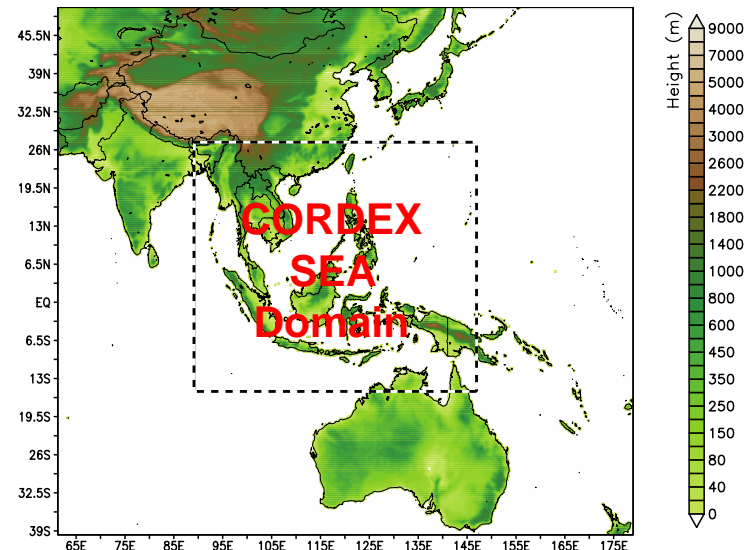 45.5N
39N
32.5N
26N
19.5N
13N
6.5N
EQ
6.5S
13S
19.5S
26S
32.5S
39S
65E 75E 85E 95E 105E 115E 125E 135E 145E 155E 165E 175E
CORDEX
SEA
Domain
Height (m)
9000
7000
5000
4000
3000
2600
2200
1800
1400
1000
800
600
450
350
250
150
80
40
0